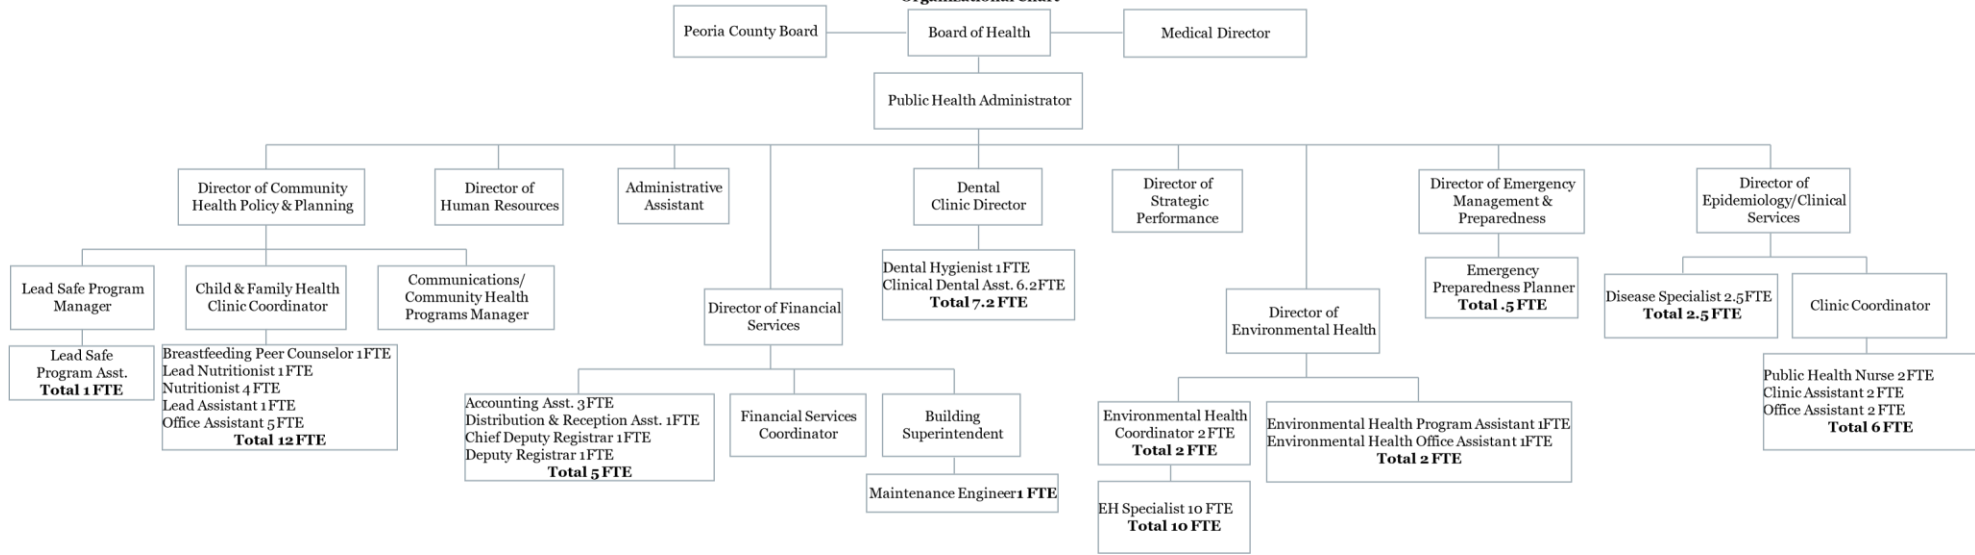 Organizational Chart
Peoria County Board
Board of Health
Medical Director
Public Health Administrator
Director of Community
Health Policy & Planning
Director of
Human Resources
Administrative
Assistant
Dental
Clinic Director
Director of
Strategic
Performance
Director of Emergency
Management &
Preparedness
Director of
Epidemiology/Clinical
Services
Lead Safe Program
Manager
Child & Family Health
Clinic Coordinator
Communications/
Community Health
Programs Manager
Director of Financial
Services
Dental Hygienist 1FTE
Clinical Dental Asst. 6.2FTE
Total 7.2 FTE
Director of
Environmental Health
Emergency
Preparedness Planner
Total .5 FTE
Disease Specialist 2.5FTE
Total 2.5 FTE
Clinic Coordinator
Lead Safe
Program Asst.
Total 1 FTE
Breastfeeding Peer Counselor 1FTE
Lead Nutritionist 1FTE
Nutritionist 4 FTE
Lead Assistant 1FTE
Office Assistant 5FTE
Total 12 FTE
Accounting Asst. 3FTE
Distribution & Reception Asst. 1FTE
Chief Deputy Registrar 1FTE
Deputy Registrar 1FTE
Total 5 FTE
Financial Services
Coordinator
Building
Superintendent
Maintenance Engineer1 FTE
Environmental Health
Coordinator 2 FTE
Total 2 FTE
EH Specialist 10 FTE
Total 10 FTE
Environmental Health Program Assistant 1FTE
Environmental Health Office Assistant 1FTE
Total 2 FTE
Public Health Nurse 2FTE
Clinic Assistant 2 FTE
Office Assistant 2 FTE
Total 6 FTE